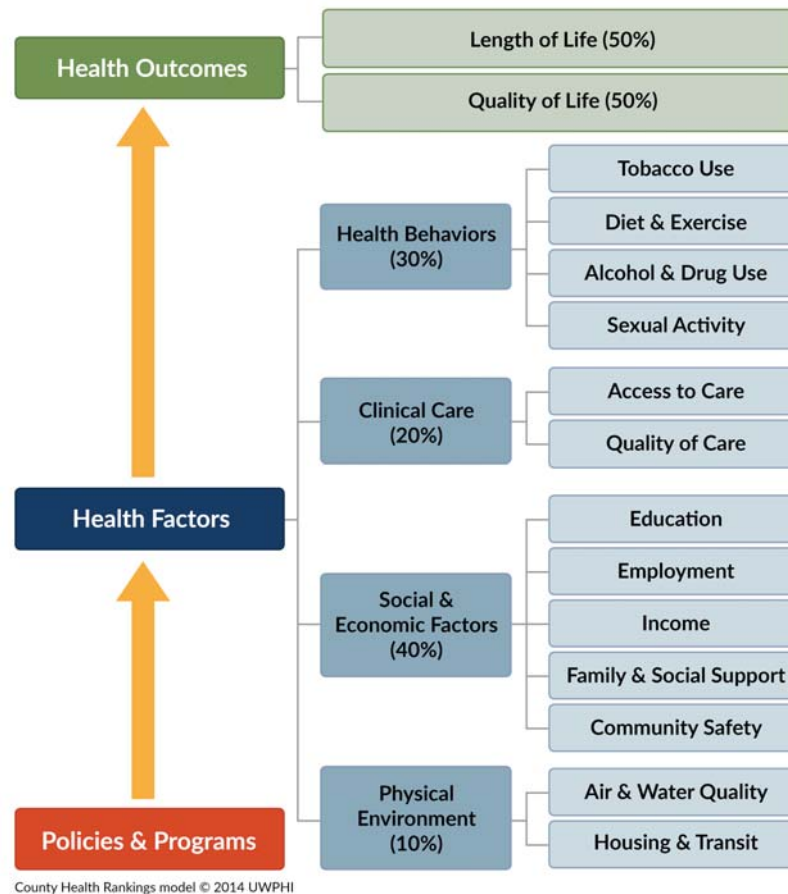 Health Outcomes
Length of Life (50%)
Quality of Life (50%)
Health Behaviors
(30%)
Tobacco Use
Diet & Exercise
Alcohol & Drug Use
Sexual Activity
Clinical Care
(20%)
Access to Care
Quality of Care
Health Factors
Social &
Economic Factors
(40%)
Education
Employment
Income
Family & Social Support
Community Safety
Physical
Environment
(10%)
Air & Water Quality
Housing & Transit
Policies & Programs
County Health Rankings model © 2014 UWPHI